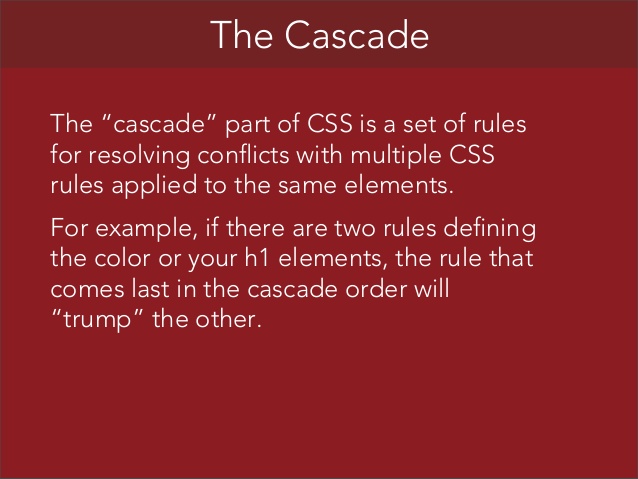 The Cascade
The “cascade” part of CSS is a set of rules
for resolving conflicts with multiple CSS
rules applied to the same elements.
For example, if there are two rules defining
the color or your h1 elements, the rule that
comes last in the cascade order will
“trump” the other.